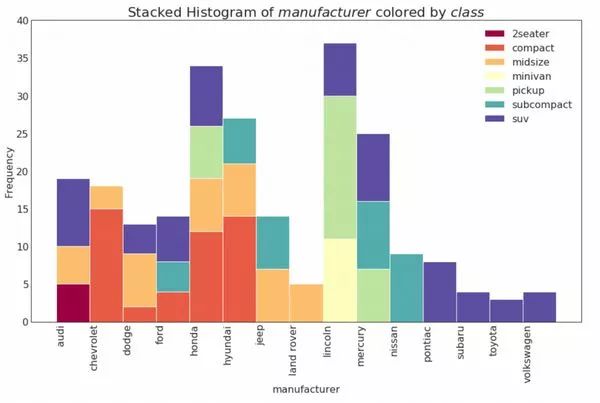 Stacked Histogram of manufacturer colored by class
40
35
30
25
20
15
10
5
0
Frequency
2seater
compact
midsize
minivan
pickup
subcompact
suv
audi
chevrolet
dodge
ford
honda
hyundai
jeep
land rover
lincoln
mercury
nissan
pontiac
subaru
toyota
volkswagen
manufacturer